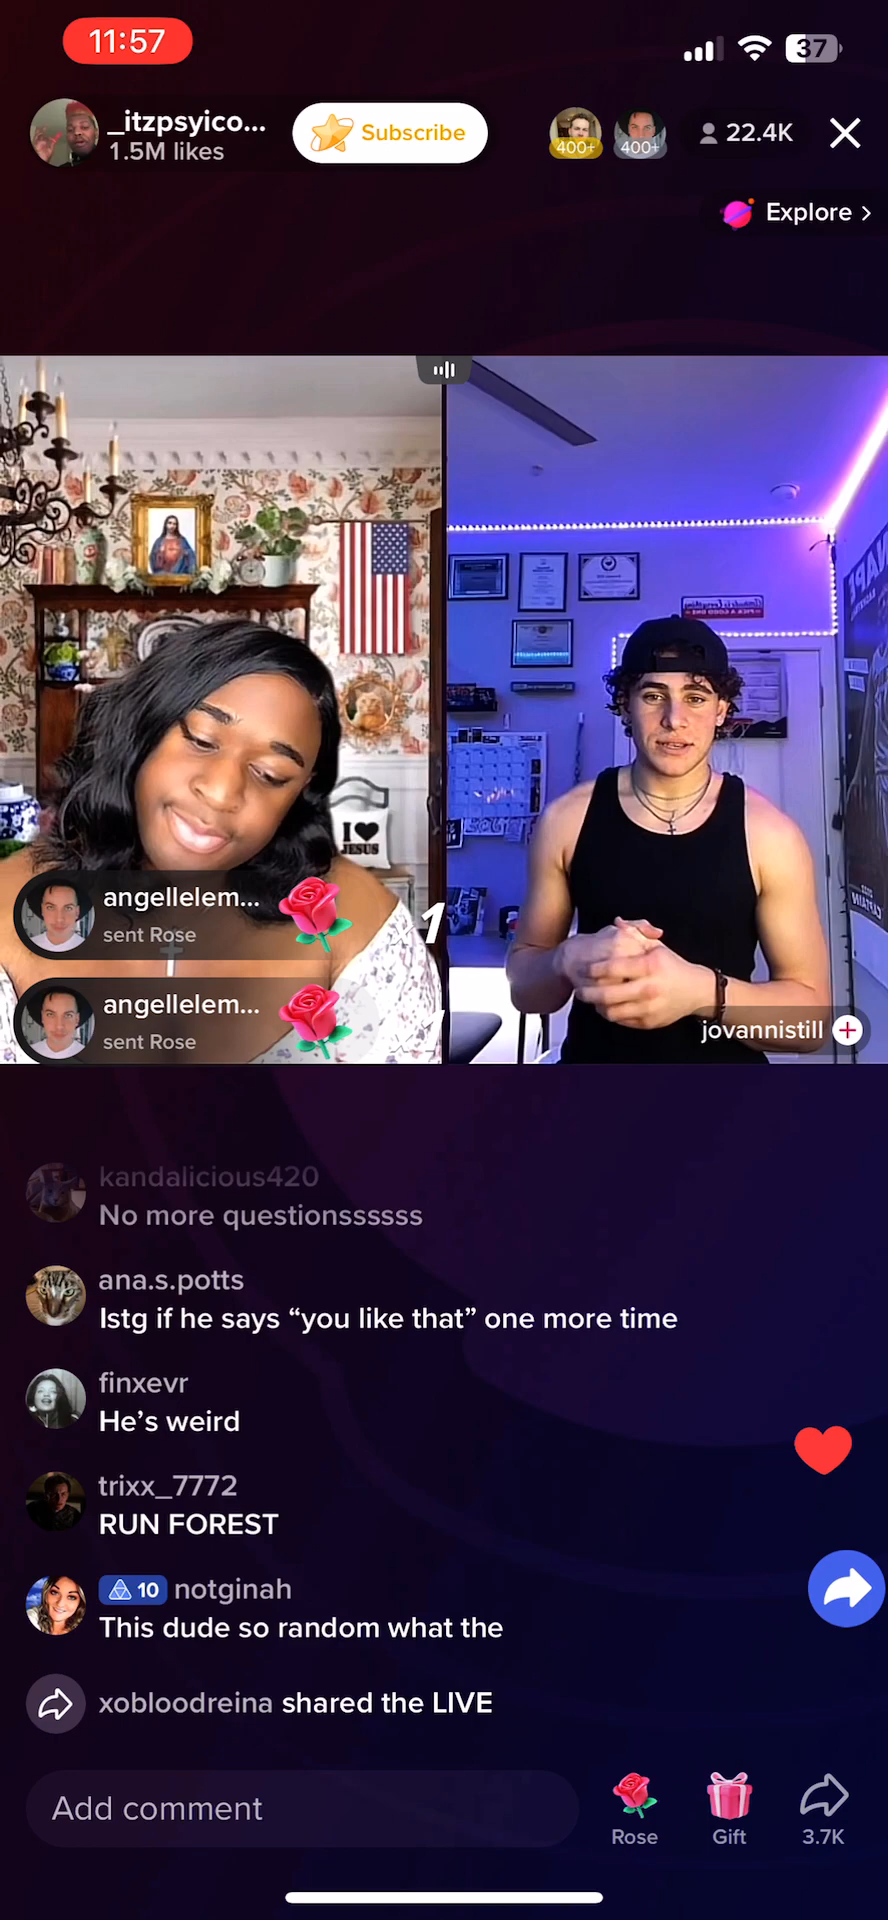 11:57
37
_itzpsyico...
1.5M likes
Subscribe
400+
400+
22.4K
Explore >
I ♥
JESUS
angellelem...
sent Rose
x1
angellelem...
sent Rose
jovannistill
kandalicious420
No more questionssssss
ana.s.potts
Istg if he says “you like that” one more time
finxevr
He’s weird
trixx_7772
RUN FOREST
10 notginah
This dude so random what the
xobloodreina shared the LIVE
Add comment
Rose
Gift
3.7K